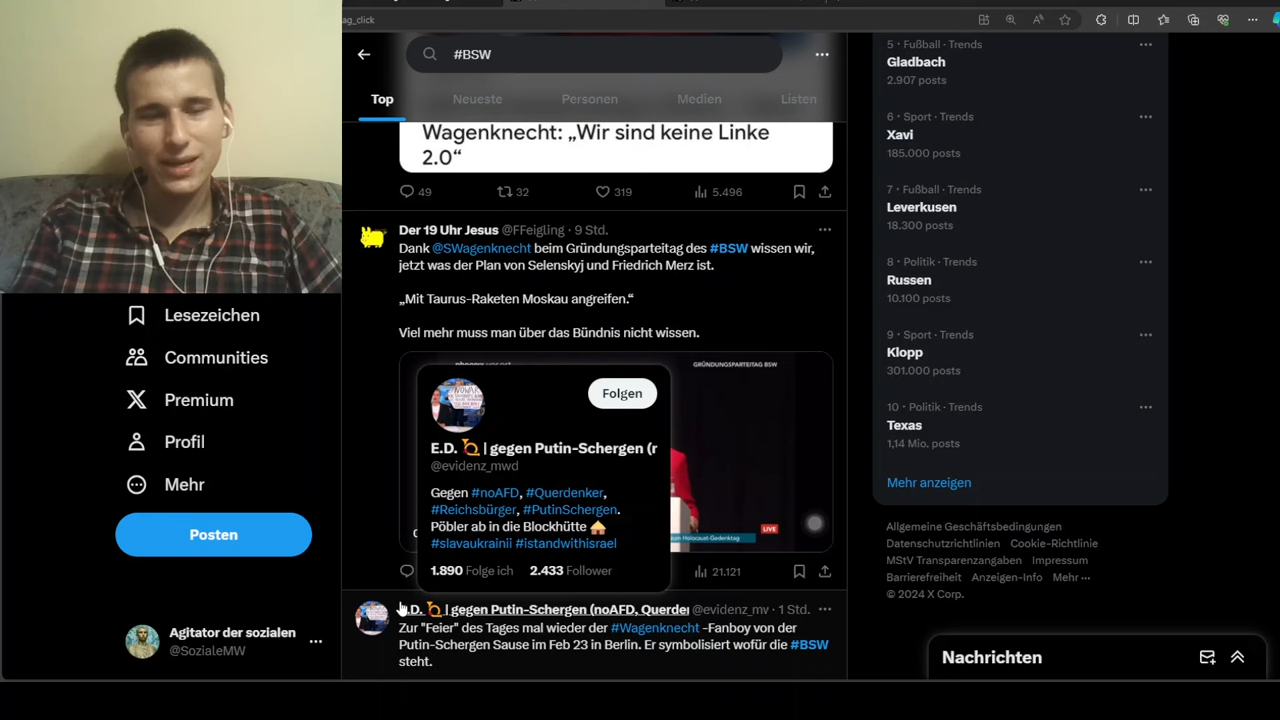 ag_click
#BSW
Top
Neueste
Personen
Medien
Listen
Wagenknecht: „Wir sind keine Linke
2.0“
49
32
319
5.496
Der 19 Uhr Jesus @FFeigling · 9 Std.
Dank @SWagenknecht beim Gründungsparteitag des #BSW wissen wir,
jetzt was der Plan von Selenskyj und Friedrich Merz ist.
„Mit Taurus-Raketen Moskau angreifen.“
Viel mehr muss man über das Bündnis nicht wissen.
GRÜNDUNGSPARTEITAG BSW
Folgen
E.D. | gegen Putin-Schergen (r
@evidenz_mwd
Gegen #noAFD, #Querdenker,
#Reichsbürger, #PutinSchergen.
Pöbler ab in die Blockhütte
#slavaukrainii #istandwithisrael
1.890 Folge ich 2.433 Follower
LIVE
Holocaust-Gedenktag
21.121
E.D. | gegen Putin-Schergen (noAFD, Querde @evidenz_mv · 1 Std.
Zur "Feier" des Tages mal wieder der #Wagenknecht -Fanboy von der
Putin-Schergen Sause im Feb 23 in Berlin. Er symbolisiert wofür die #BSW
steht.
Lesezeichen
Communities
Premium
Profil
Mehr
Posten
Agitator der sozialen
@SozialeMW
5 · Fußball · Trends
Gladbach
2.907 posts
6 · Sport · Trends
Xavi
185.000 posts
7 · Fußball · Trends
Leverkusen
18.300 posts
8 · Politik · Trends
Russen
10.100 posts
9 · Sport · Trends
Klopp
301.000 posts
10 · Politik · Trends
Texas
1,14 Mio. posts
Mehr anzeigen
Allgemeine Geschäftsbedingungen
Datenschutzrichtlinien Cookie-Richtlinie
MStV Transparenzangaben Impressum
Barrierefreiheit Anzeigen-Info Mehr ···
© 2024 X Corp.
Nachrichten